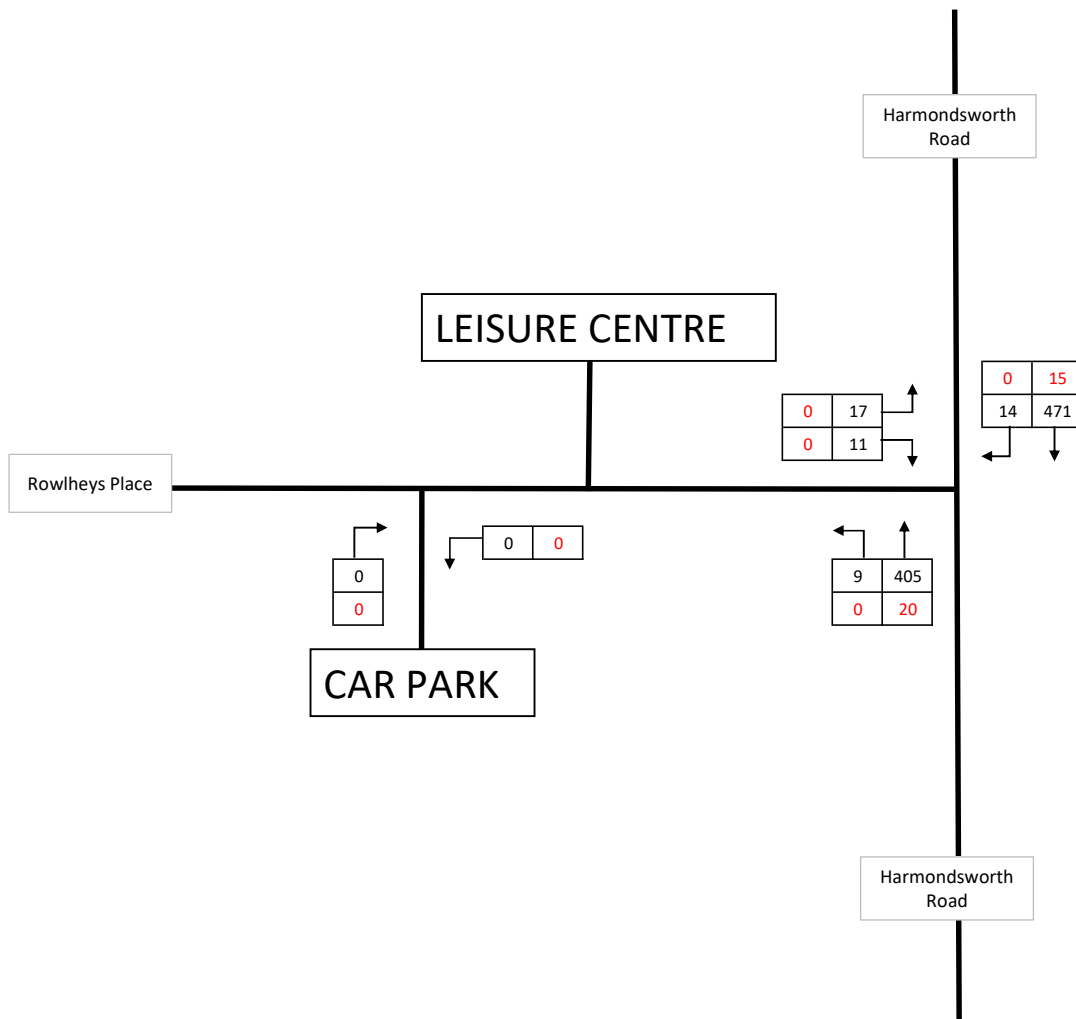 Harmondsworth
Road
LEISURE CENTRE
0 15
14 471
0 17
0 11
Rowlheys Place
0 0
0
0
9 405
0 20
CAR PARK
Harmondsworth
Road